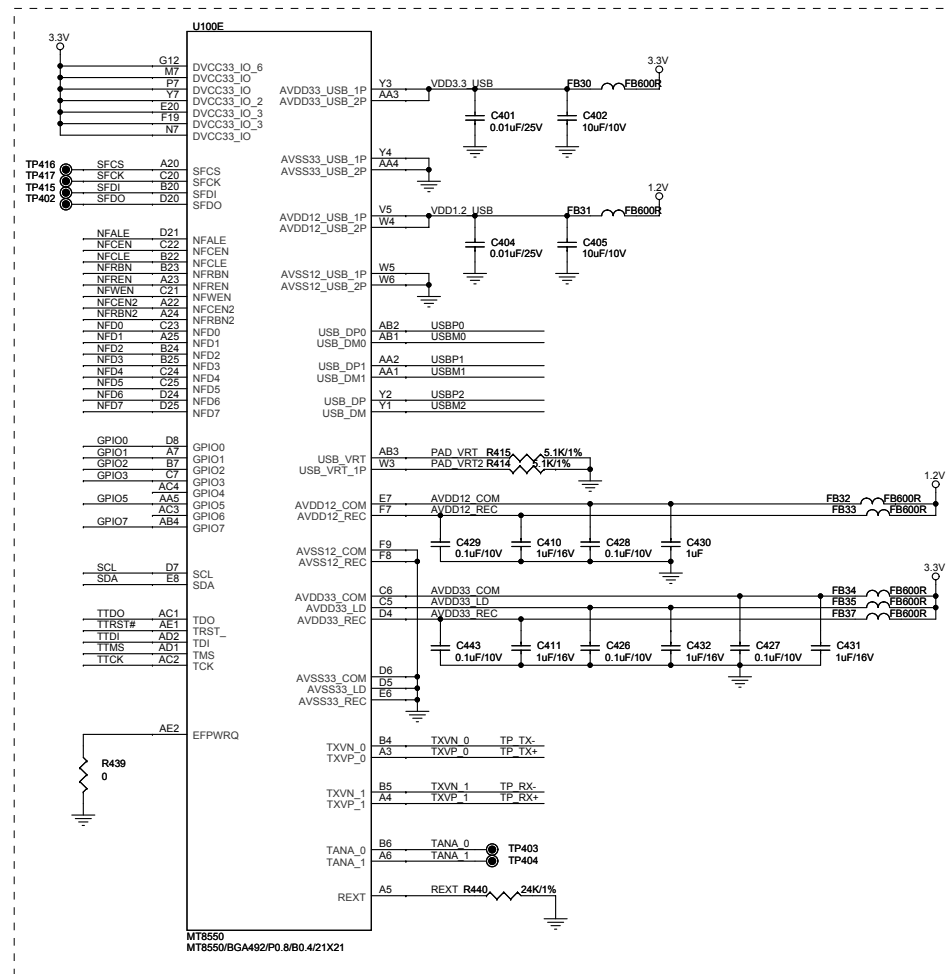 U100E
3.3V
G12 DVCC33_IO_6
M7 DVCC33_IO
P7 DVCC33_IO
Y7 DVCC33_IO_2
E20 DVCC33_IO_3
F19 DVCC33_IO_3
N7 DVCC33_IO
TP416 SFCS A20 SFCS
TP417 SFCK C20 SFCK
TP415 SFDI B20 SFDI
TP402 SFDO D20 SFDO
NFALE D21 NFALE
NFCEN C22 NFCEN
NFCLE B22 NFCLE
NFRBN B23 NFRBN
NFREN A23 NFREN
NFWEN C21 NFWEN
NFCEN2 A22 NFCEN2
NFRBN2 A24 NFRBN2
NFD0 C23 NFD0
NFD1 A25 NFD1
NFD2 B24 NFD2
NFD3 B25 NFD3
NFD4 C24 NFD4
NFD5 C25 NFD5
NFD6 D24 NFD6
NFD7 D25 NFD7
GPIO0 D8 GPIO0
GPIO1 A7 GPIO1
GPIO2 B7 GPIO2
GPIO3 C7 GPIO3
AC4 GPIO4
GPIO5 AA5 GPIO5
AC3 GPIO6
GPIO7 AB4 GPIO7
SCL D7 SCL
SDA E8 SDA
TTDO AC1 TDO
TTRST# AE1 TRST_
TTDI AD2 TDI
TTMS AD1 TMS
TTCK AC2 TCK
AE2 EFPWRQ
R439
0
3.3V
AVDD33_USB_1P Y3 VDD3.3_USB FB30 FB600R
AVDD33_USB_2P AA3
C401
0.01uF/25V
C402
10uF/10V
AVSS33_USB_1P Y4
AVSS33_USB_2P AA4
1.2V
AVDD12_USB_1P V5 VDD1.2_USB FB31 FB600R
AVDD12_USB_2P W4
C404
0.01uF/25V
C405
10uF/10V
AVSS12_USB_1P W5
AVSS12_USB_2P W6
USB_DP0 AB2 USBP0
USB_DM0 AB1 USBM0
USB_DP1 AA2 USBP1
USB_DM1 AA1 USBM1
USB_DP Y2 USBP2
USB_DM Y1 USBM2
USB_VRT AB3 PAD_VRT R415 5.1K/1%
USB_VRT_1P W3 PAD_VRT2 R414 5.1K/1%
1.2V
AVDD12_COM E7 AVDD12_COM FB32 FB600R
AVDD12_REC F7 AVDD12_REC FB33 FB600R
C429
0.1uF/10V
C410
1uF/16V
C428
0.1uF/10V
C430
1uF
AVSS12_COM F9
AVSS12_REC F8
3.3V
AVDD33_COM C6 AVDD33_COM FB34 FB600R
AVDD33_LD C5 AVDD33_LD FB35 FB600R
AVDD33_REC D4 AVDD33_REC FB37 FB600R
C443
0.1uF/10V
C411
1uF/16V
C426
0.1uF/10V
C432
1uF/16V
C427
0.1uF/10V
C431
1uF/16V
AVSS33_COM D6
AVSS33_LD D5
AVSS33_REC E6
TXVN_0 B4 TXVN_0 TP_TX-
TXVP_0 A3 TXVP_0 TP_TX+
TXVN_1 B5 TXVN_1 TP_RX-
TXVP_1 A4 TXVP_1 TP_RX+
TANA_0 B6 TANA_0 TP403
TANA_1 A6 TANA_1 TP404
REXT A5 REXT R440 24K/1%
MT8550
MT8550/BGA492/P0.8/B0.4/21X21